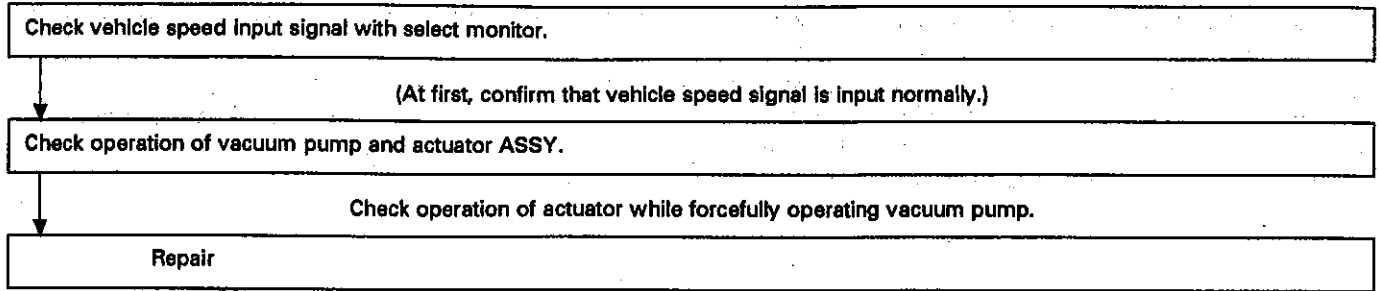 Check vehicle speed input signal with select monitor.
(At first, confirm that vehicle speed signal is input normally.)
Check operation of vacuum pump and actuator ASSY.
Check operation of actuator while forcefully operating vacuum pump.
Repair